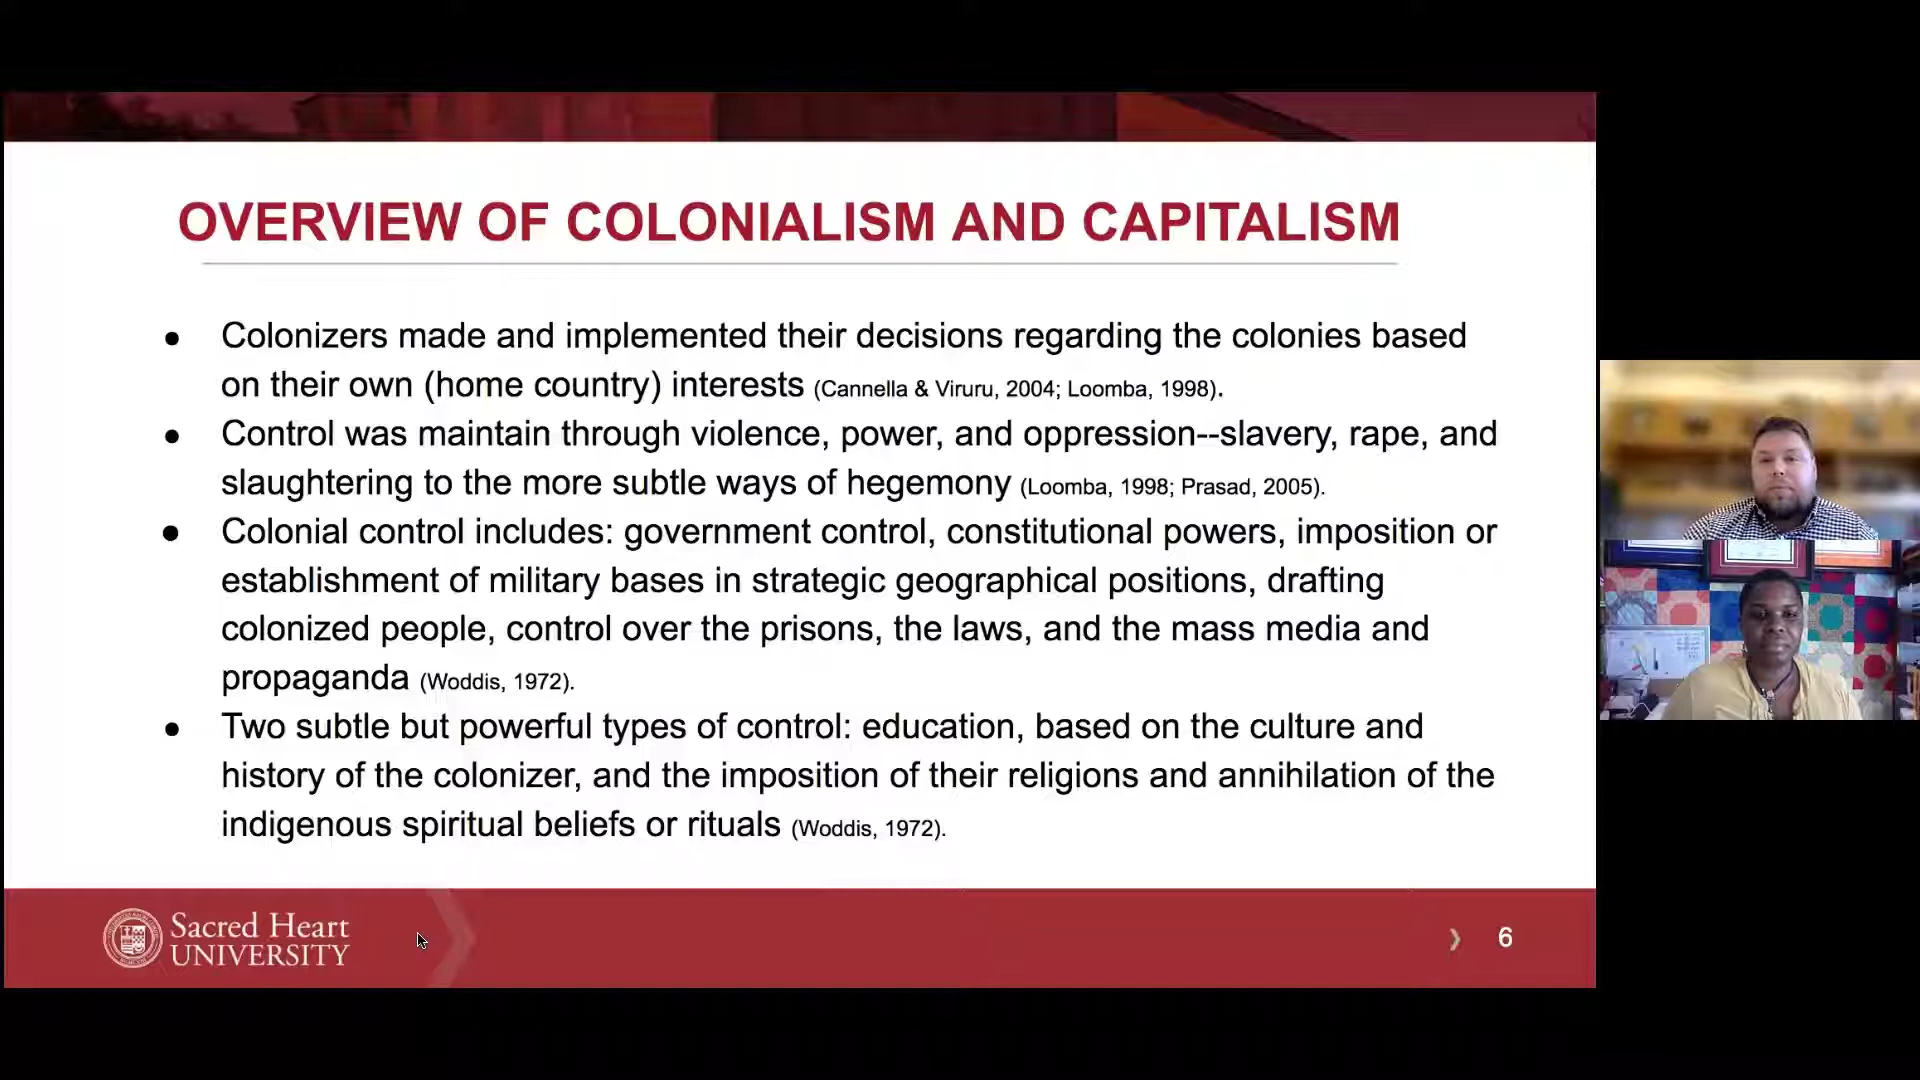 OVERVIEW OF COLONIALISM AND CAPITALISM
● Colonizers made and implemented their decisions regarding the colonies based
on their own (home country) interests (Cannella & Viruru, 2004; Loomba, 1998).
● Control was maintain through violence, power, and oppression--slavery, rape, and
slaughtering to the more subtle ways of hegemony (Loomba, 1998; Prasad, 2005).
● Colonial control includes: government control, constitutional powers, imposition or
establishment of military bases in strategic geographical positions, drafting
colonized people, control over the prisons, the laws, and the mass media and
propaganda (Woddis, 1972).
● Two subtle but powerful types of control: education, based on the culture and
history of the colonizer, and the imposition of their religions and annihilation of the
indigenous spiritual beliefs or rituals (Woddis, 1972).
Sacred Heart
UNIVERSITY
6